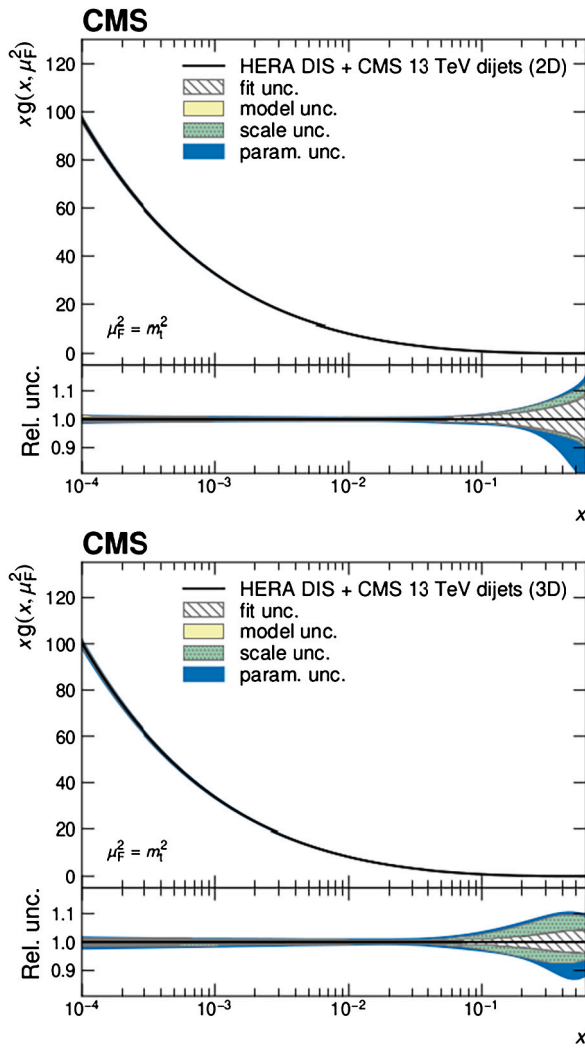 CMS
xg(x, μ_F^2)
120
100
80
60
40
20
0
HERA DIS + CMS 13 TeV dijets (2D)
fit unc.
model unc.
scale unc.
param. unc.
μ_F^2 = m_t^2
Rel. unc.
1.1
1.0
0.9
10^−4 10^−3 10^−2 10^−1
x
CMS
xg(x, μ_F^2)
120
100
80
60
40
20
0
HERA DIS + CMS 13 TeV dijets (3D)
fit unc.
model unc.
scale unc.
param. unc.
μ_F^2 = m_t^2
Rel. unc.
1.1
1.0
0.9
10^−4 10^−3 10^−2 10^−1
x